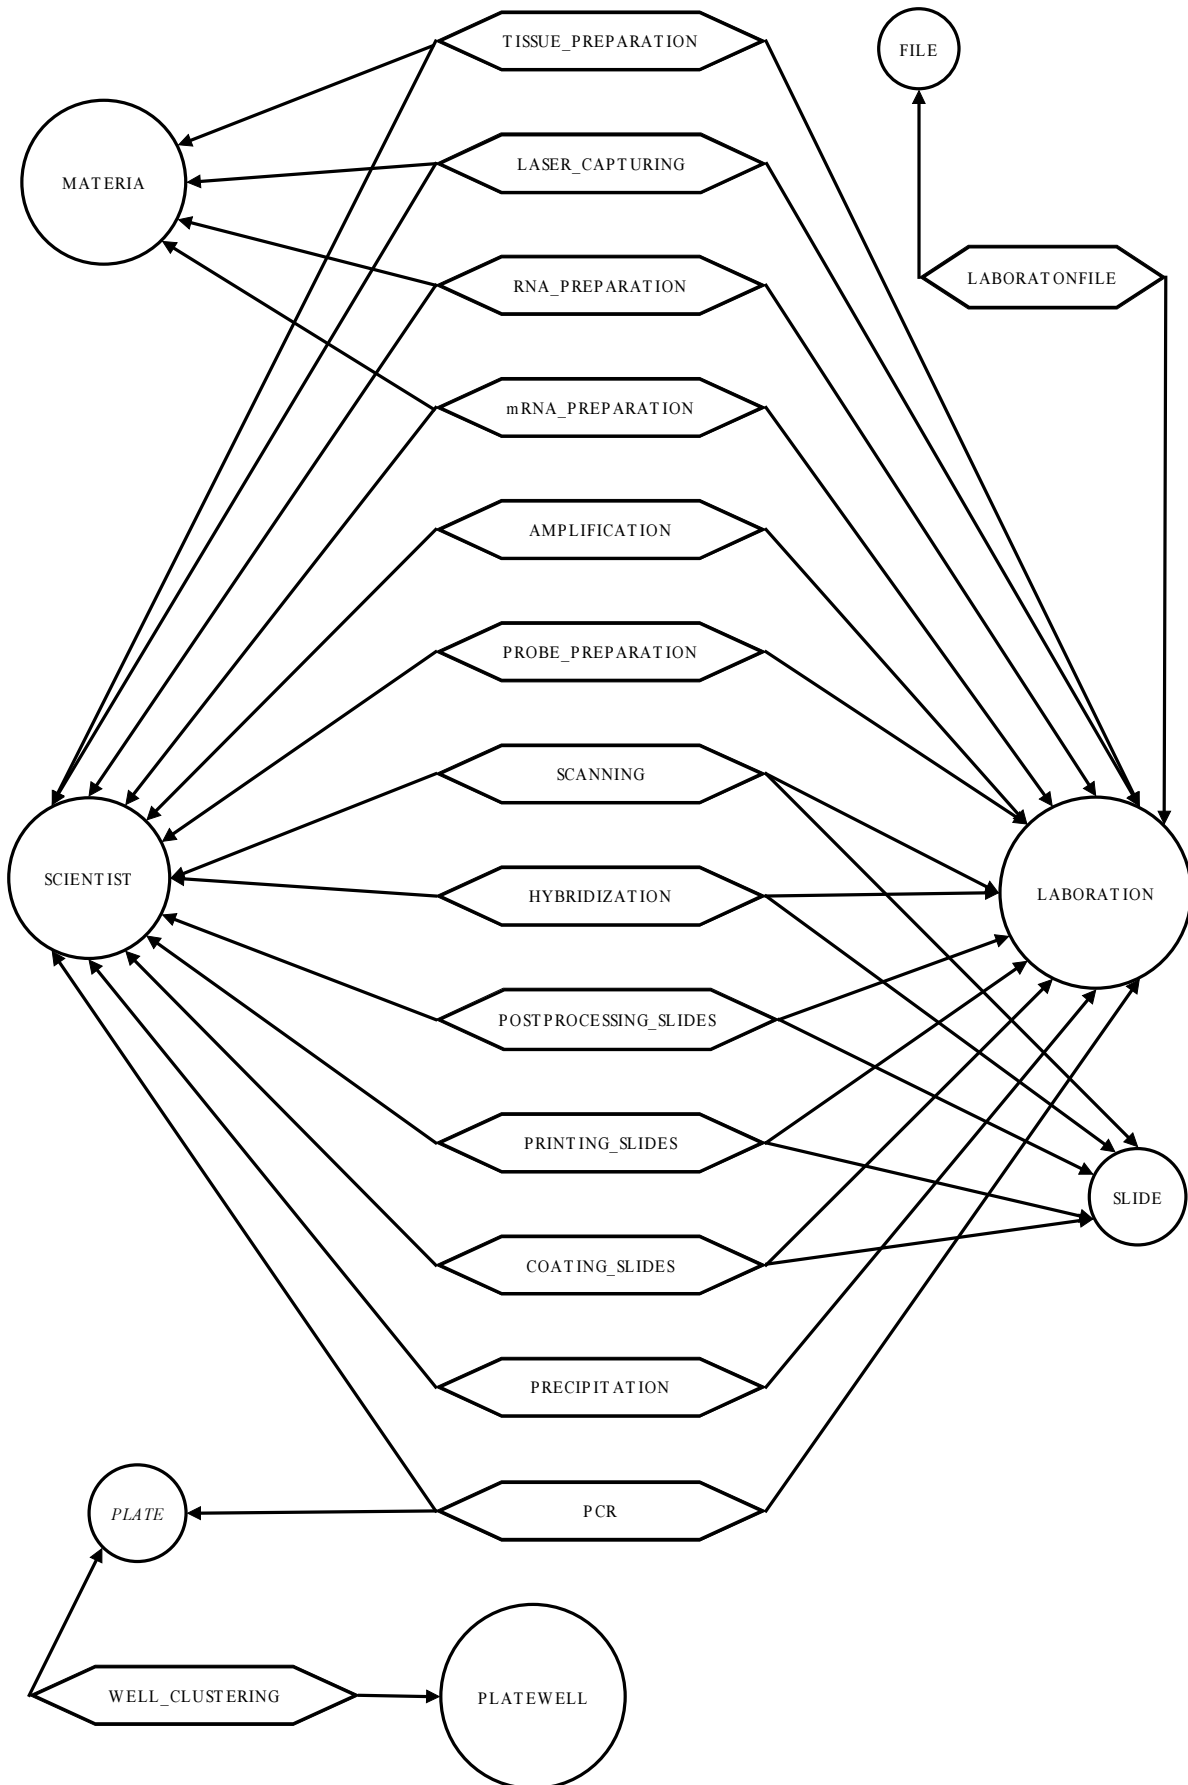 TISSUE_PREPARATION
FILE
LASER_CAPTURING
MATERIA
RNA_PREPARATION
LABORATONFILE
mRNA_PREPARATION
AMPLIFICATION
PROBE_PREPARATION
SCANNING
SCIENTIST
HYBRIDIZATION
LABORATION
POSTPROCESSING_SLIDES
PRINTING_SLIDES
SLIDE
COATING_SLIDES
PRECIPITATION
PLATE
PCR
WELL_CLUSTERING
PLATEWELL